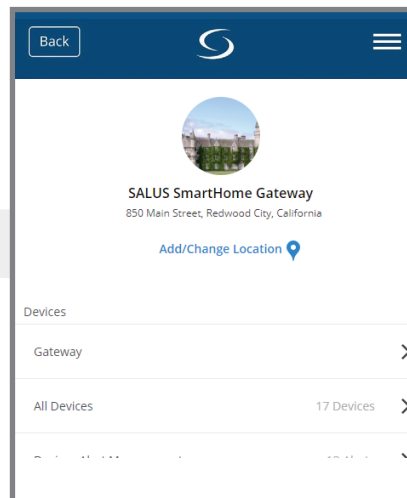 Back
SALUS SmartHome Gateway
850 Main Street, Redwood City, California
Add/Change Location
Devices
Gateway
All Devices 17 Devices